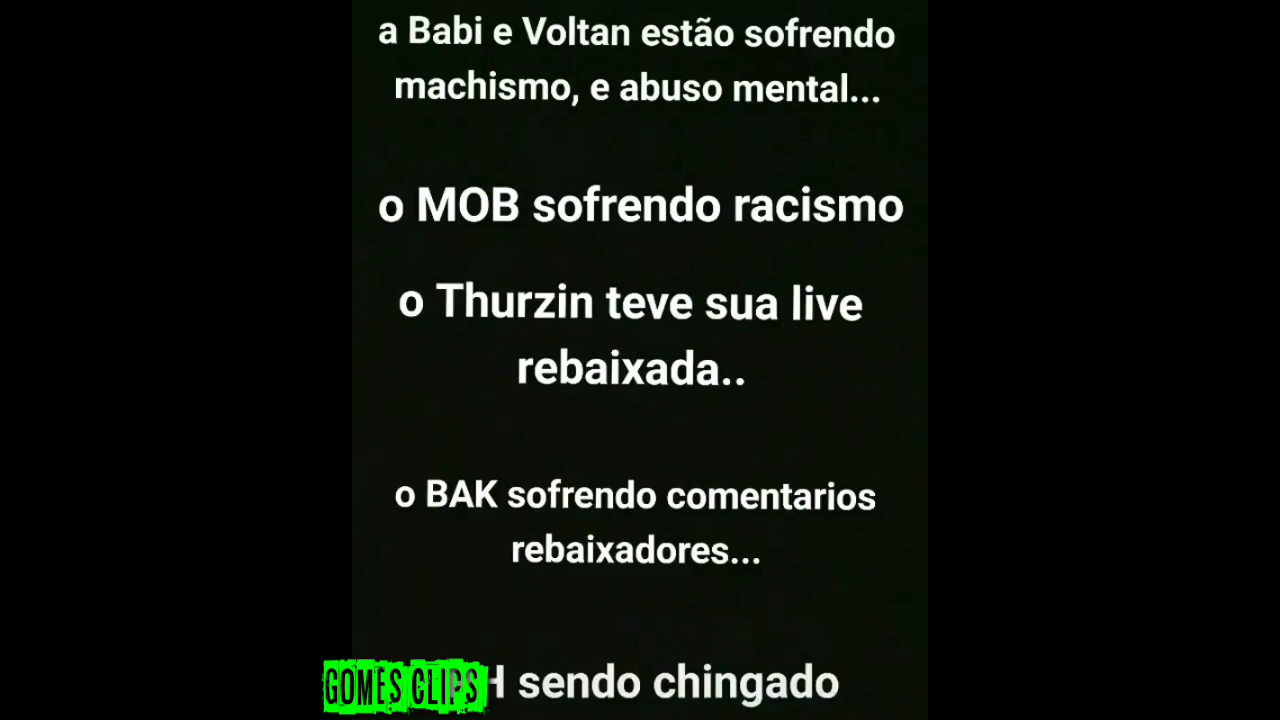 a Babi e Voltan estão sofrendo
machismo, e abuso mental...
o MOB sofrendo racismo
o Thurzin teve sua live
rebaixada..
o BAK sofrendo comentarios
rebaixadores...
sendo chingado
GOMES CLIPS